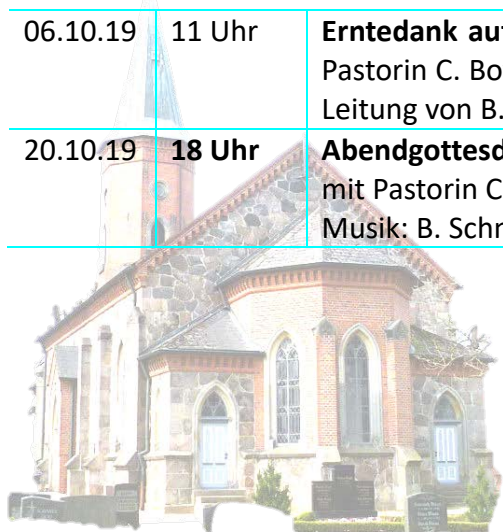 06.10.19 11 Uhr Erntedank
Pastorin C.
Leitung von B.
20.10.19 18 Uhr
mit Pastorin C
Musik: B.